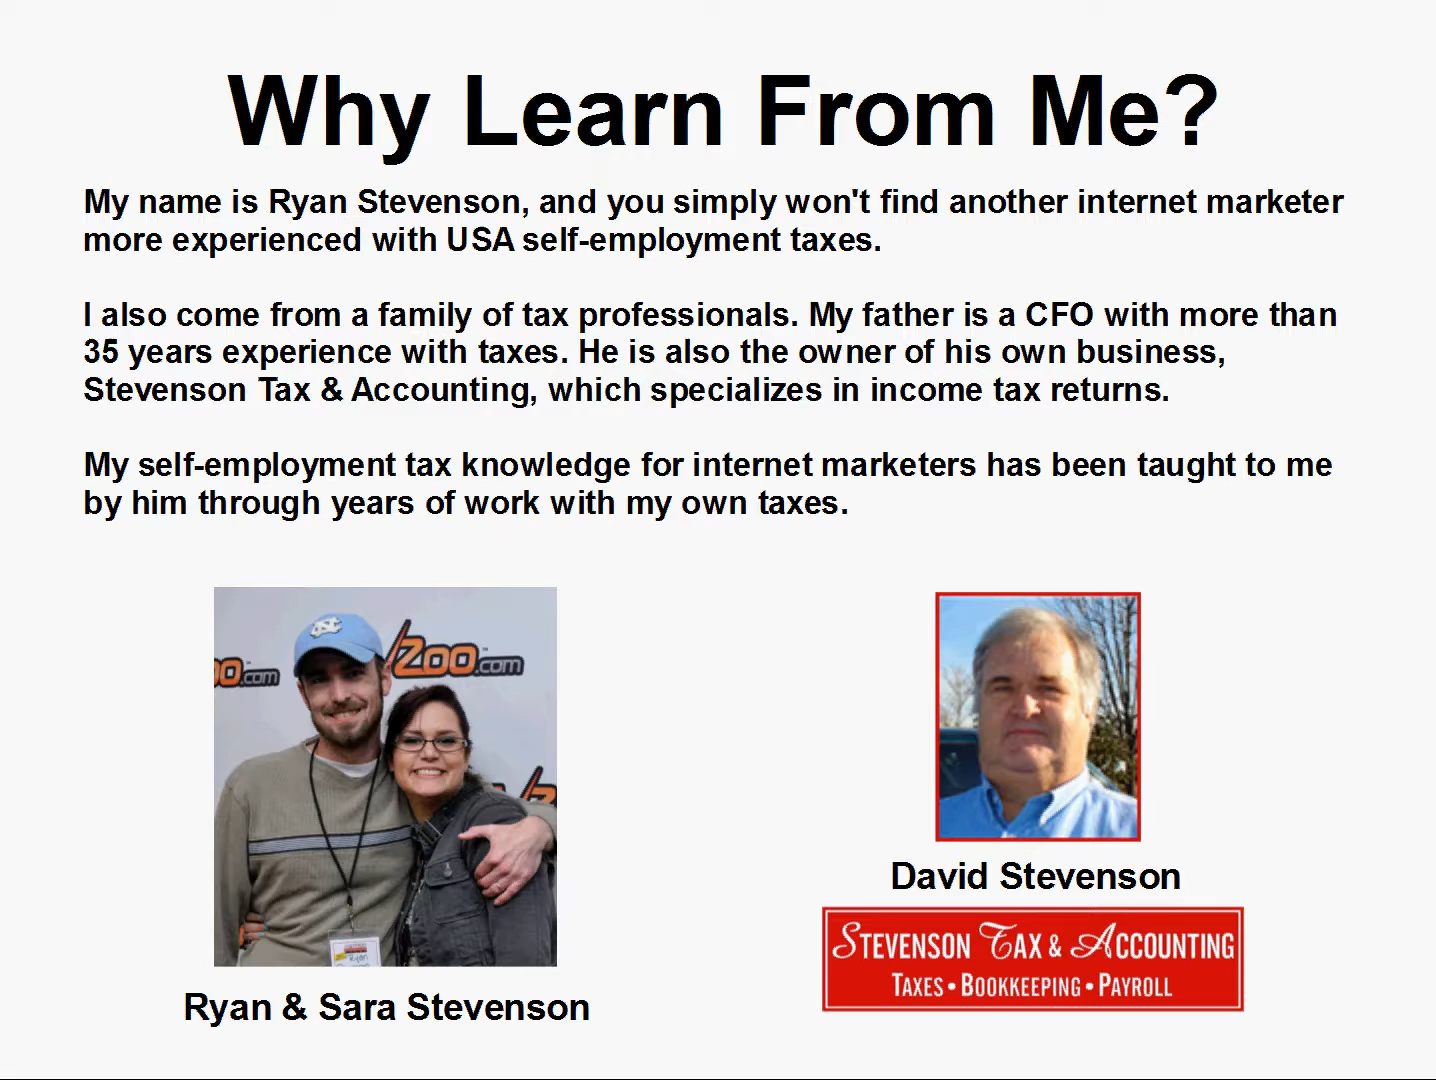 Why Learn From Me?
My name is Ryan Stevenson, and you simply won't find another internet marketer
more experienced with USA self-employment taxes.
I also come from a family of tax professionals. My father is a CFO with more than
35 years experience with taxes. He is also the owner of his own business,
Stevenson Tax & Accounting, which specializes in income tax returns.
My self-employment tax knowledge for internet marketers has been taught to me
by him through years of work with my own taxes.
oo.com
Zoo.com
Ryan
Ryan & Sara Stevenson
David Stevenson
STEVENSON TAX & ACCOUNTING
TAXES • BOOKKEEPING • PAYROLL